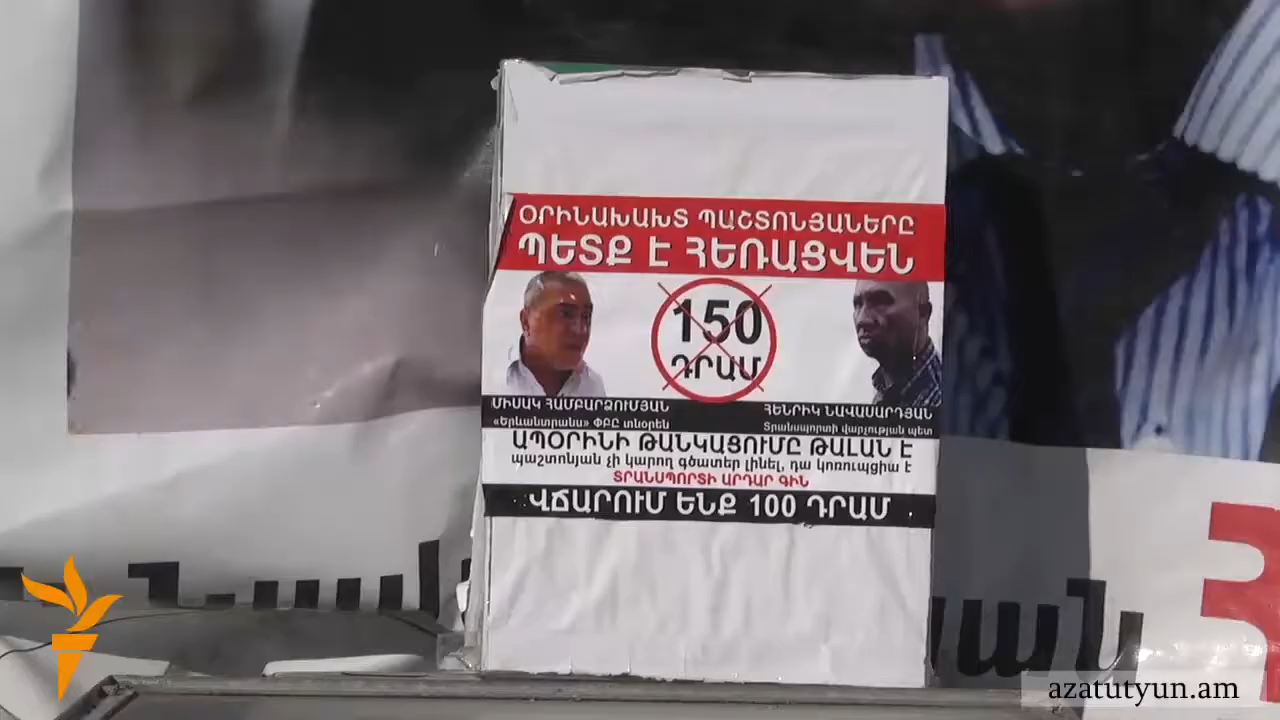 ՕՐԻՆԱԽԱԽՏ ՊԱՇՏՈՆՅԱՆԵՐԸ
ՊԵՏՔ Է ՀԵՌԱՑՎԵՆ
150
ԴՐԱՄ
ՄԻՍԱԿ ՀԱՄԲԱՐՁՈՒՄՅԱՆ
«Երևանտրանս» ՓԲԸ տնօրեն
ՀԵՆՐԻԿ ՆԱՎԱՍԱՐԴՅԱՆ
Տրանսպորտի վարչության պետ
ԱՊՕՐԻՆԻ ԹԱՆԿԱՑՈՒՄԸ ԹԱԼԱՆ Է
պաշտոնյան չի կարող գծատեր լինել, դա կոռուպցիա է
ՏՐԱՆՍՊՈՐՏԻ ԱՐԴԱՐ ԳԻՆ
ՎՃԱՐՈՒՄ ԵՆՔ 100 ԴՐԱՄ
azatutyun.am